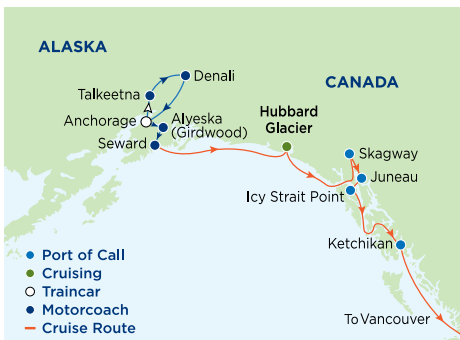 ALASKA
Denali
CANADA
Talkeetna
Hubbard
Glacier
Anchorage
Alyeska
(Girdwood)
Seward
Skagway
Juneau
Icy Strait Point
Ketchikan
Port of Call
Cruising
Traincar
Motorcoach
Cruise Route
To Vancouver